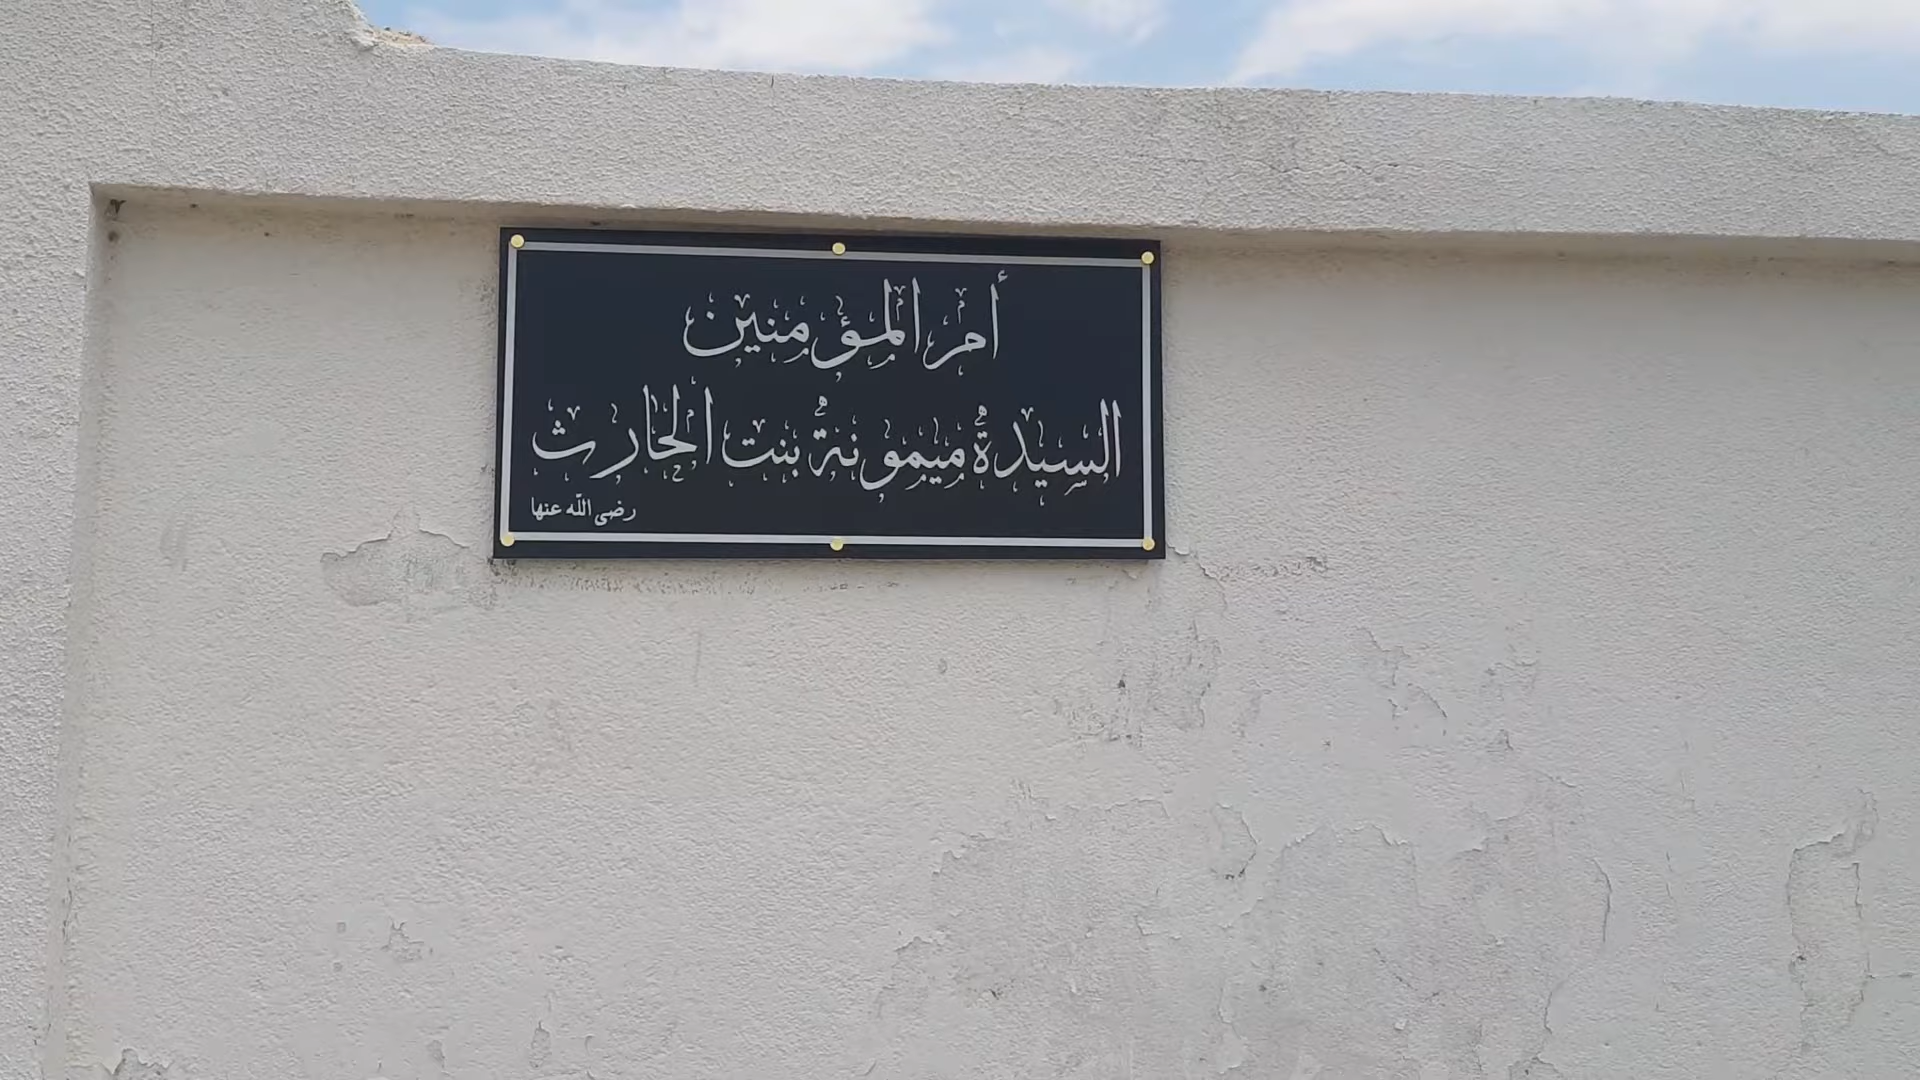 أم المؤمنين
السيدة ميمونة بنت الحارث
رضى الله عنها